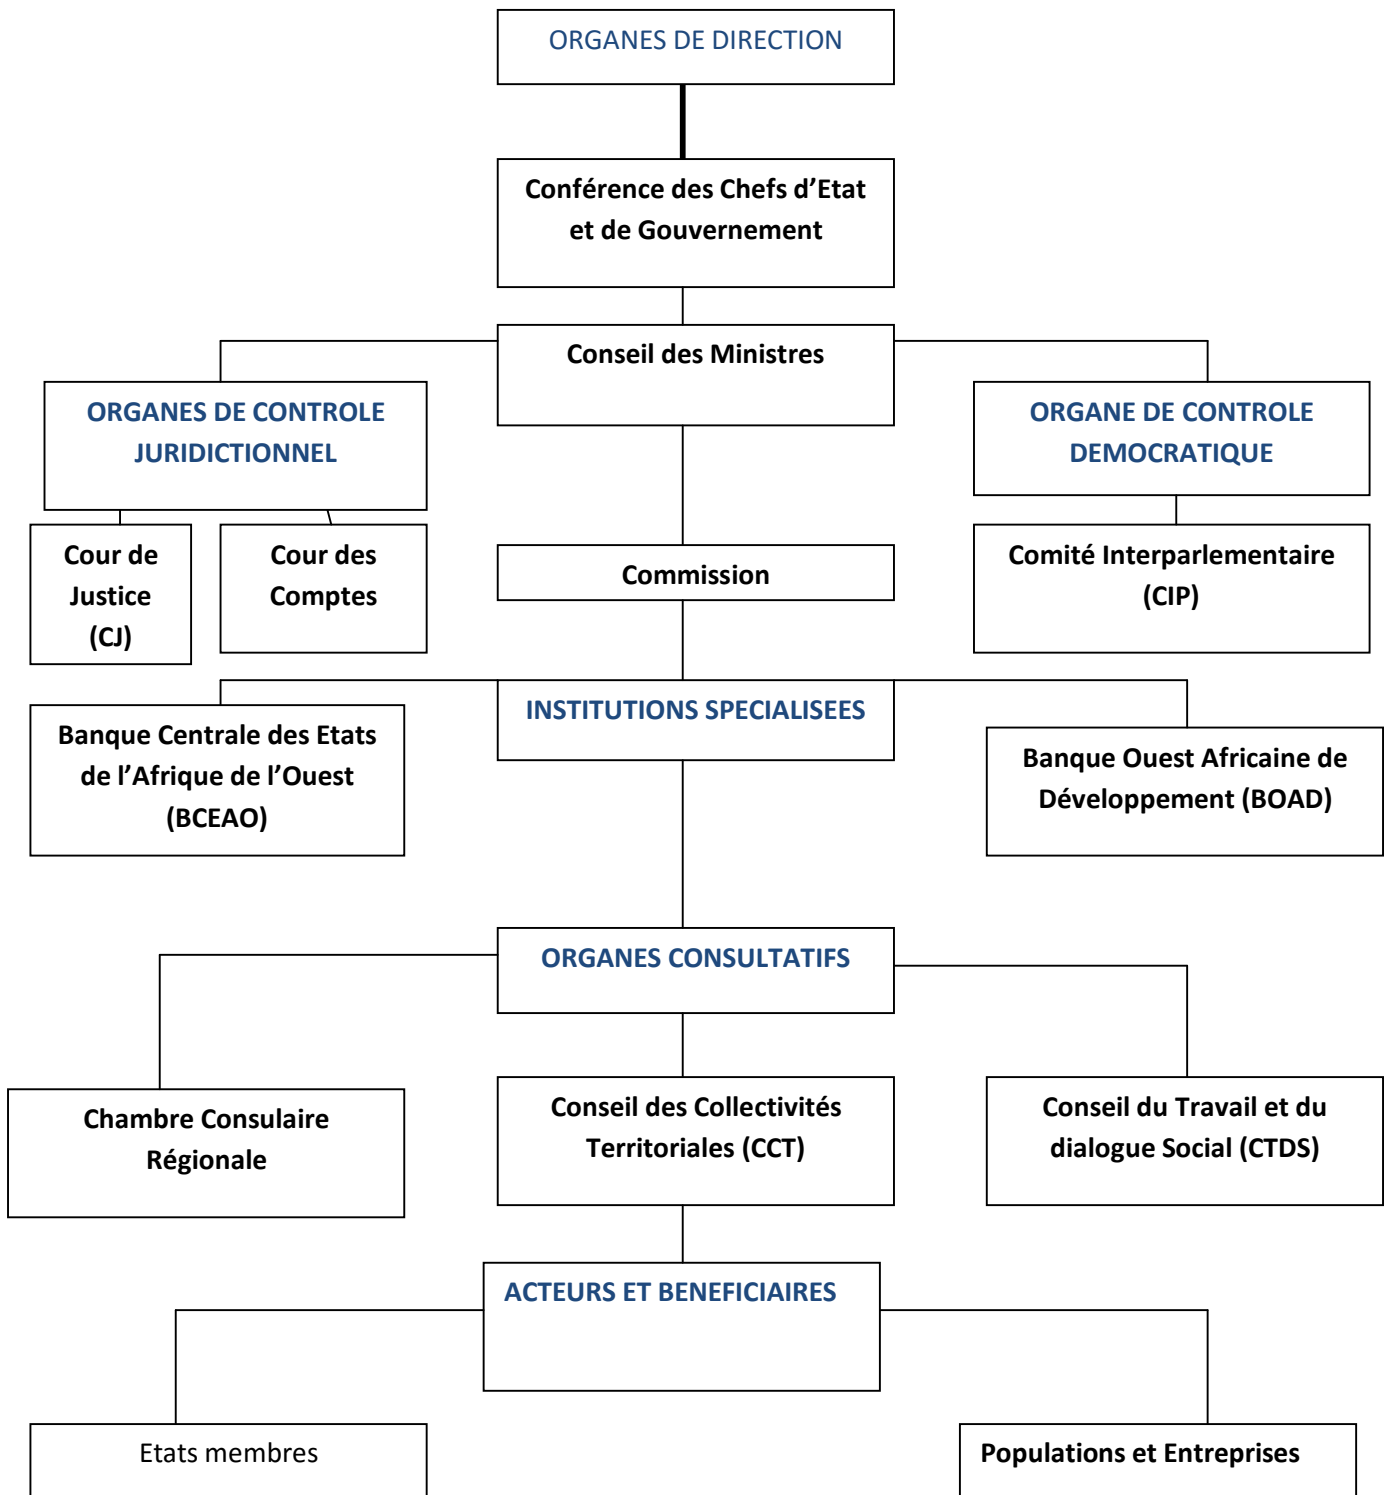 ORGANES DE DIRECTION
Conférence des Chefs d’Etat
et de Gouvernement
Conseil des Ministres
ORGANES DE CONTROLE
JURIDICTIONNEL
ORGANE DE CONTROLE
DEMOCRATIQUE
Cour de
Justice
(CJ)
Cour des
Comptes
Commission
Comité Interparlementaire
(CIP)
INSTITUTIONS SPECIALISEES
Banque Centrale des Etats
de l’Afrique de l’Ouest
(BCEAO)
Banque Ouest Africaine de
Développement (BOAD)
ORGANES CONSULTATIFS
Chambre Consulaire
Régionale
Conseil des Collectivités
Territoriales (CCT)
Conseil du Travail et du
dialogue Social (CTDS)
ACTEURS ET BENEFICIAIRES
Etats membres
Populations et Entreprises